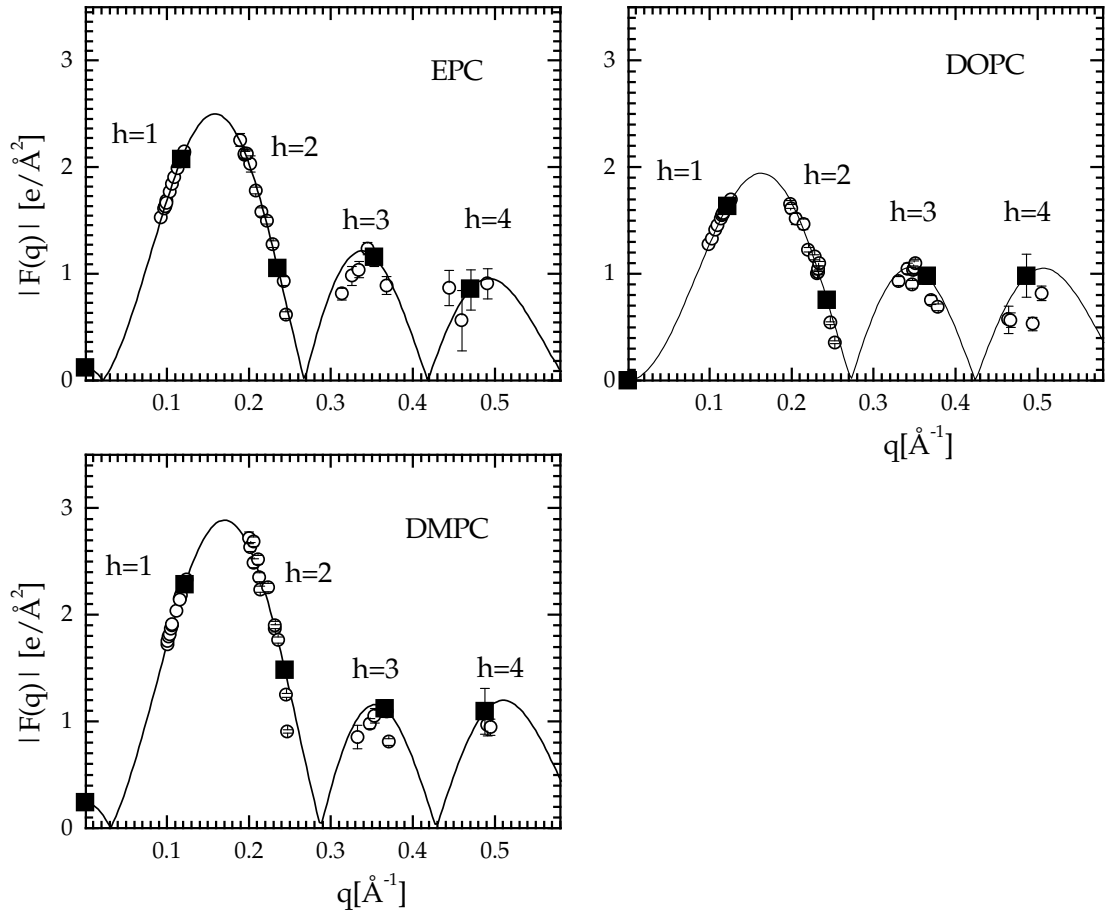 3
2
1
0
|F(q)| [e/Å²]
EPC
h=1
h=2
h=3
h=4
0.1 0.2 0.3 0.4 0.5
3
2
1
0
DOPC
h=1
h=2
h=3
h=4
0.1 0.2 0.3 0.4 0.5
q[Å⁻¹]
3
2
1
0
|F(q)| [e/Å²]
DMPC
h=1
h=2
h=3
h=4
0.1 0.2 0.3 0.4 0.5
q[Å⁻¹]